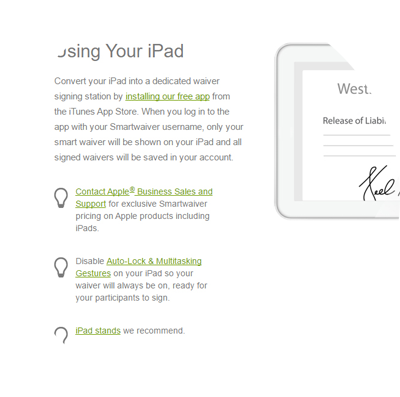 Using Your iPad
Convert your iPad into a dedicated waiver
signing station by installing our free app from
the iTunes App Store. When you log in to the
app with your Smartwaiver username, only your
smart waiver will be shown on your iPad and all
signed waivers will be saved in your account.
Contact Apple® Business Sales and
Support for exclusive Smartwaiver
pricing on Apple products including
iPads.
Disable Auto-Lock & Multitasking
Gestures on your iPad so your
waiver will always be on, ready for
your participants to sign.
iPad stands we recommend.
West.
Release of Liabi.